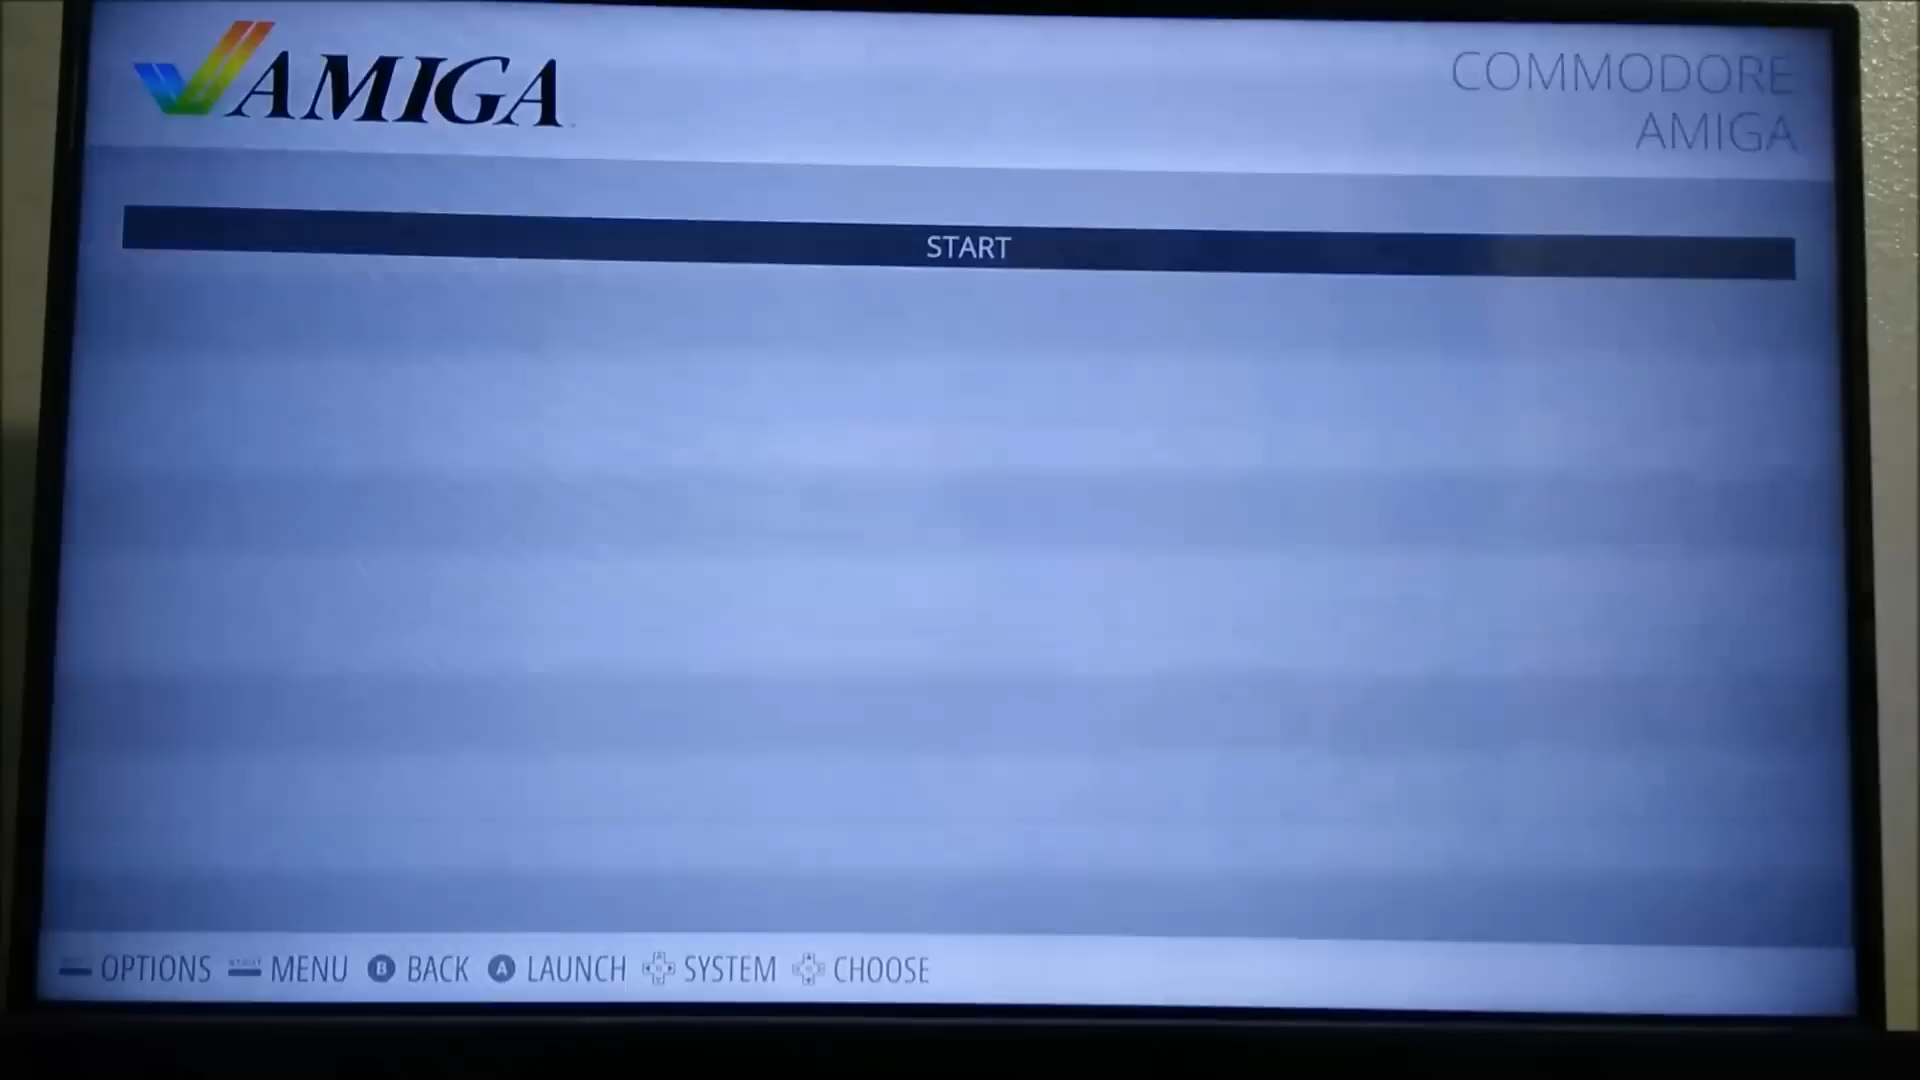 AMIGA
COMMODORE
AMIGA
START
OPTIONS MENU B BACK A LAUNCH SYSTEM CHOOSE